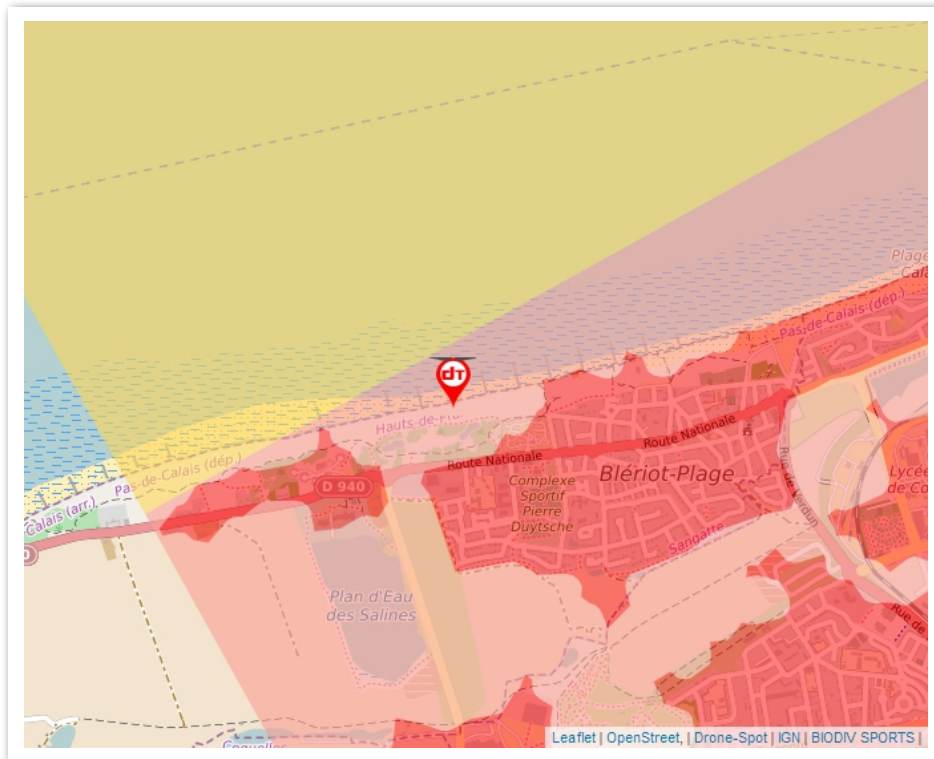 Plage
Cala
Pas-de-Calais (dép.)
dT
Hauts-de-F
Route Nationale
Route Nationale
Blériot-Plage
Pas-de-Calais (dép.)
D 940
Complexe
Sportif
Pierre
Duytsche
Rue de Verdun
Lycée
de Co
Calais (arr.)
Sangatte
Plan d'Eau
des Salines
Rue de
Coquelles
Leaflet | OpenStreet, | Drone-Spot | IGN | BIODIV SPORTS |